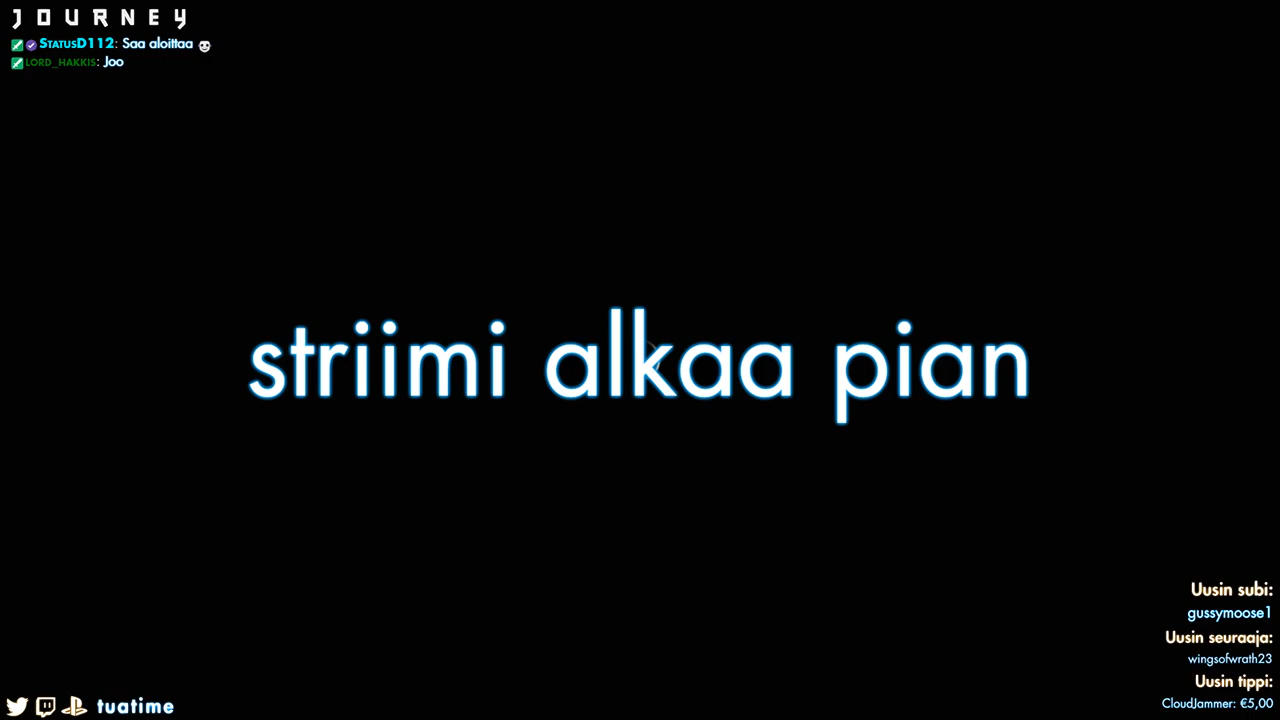 JOURNEY
StatusD112: Saa aloittaa
LORD_HAKKIS: Joo
striimi alkaa pian
Uusin subi:
gussymoose1
Uusin seuraaja:
wingsofwrath23
Uusin tippi:
CloudJammer: €5,00
tuatime